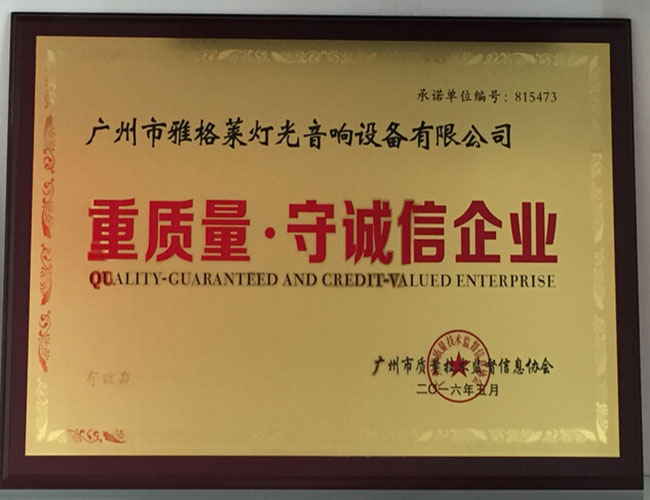 承诺单位编号：815473
广州市雅格莱灯光音响设备有限公司
重质量·守诚信企业
QUALITY-GUARANTEED AND CREDIT-VALUED ENTERPRISE
有效期
广州市质量技术监督信息协会
二〇一六年五月